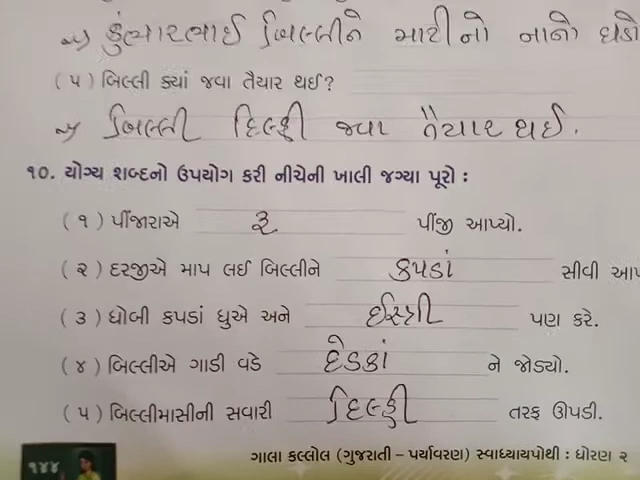 ⇒ કુંભારભાઈ બિલ્લીને માટીનો નાનો ઘડો
(૫) બિલ્લી ક્યાં જવા તૈયાર થઈ?
⇒ બિલ્લી દિલ્હી જવા તૈયાર થઈ.
૧૦. યોગ્ય શબ્દનો ઉપયોગ કરી નીચેની ખાલી જગ્યા પૂરો :
(૧) પીંજારાએ રૂ પીંજી આપ્યો.
(૨) દરજીએ માપ લઈ બિલ્લીને કપડાં સીવી આપ
(૩) ધોબી કપડાં ધુએ અને ઈસ્ત્રી પણ કરે.
(૪) બિલ્લીએ ગાડી વડે દેડકાં ને જોડ્યો.
(૫) બિલ્લીમાસીની સવારી દિલ્હી તરફ ઊપડી.
૧૪૪ ગાલા કલ્લોલ (ગુજરાતી – પર્યાવરણ) સ્વાધ્યાયપોથી : ધોરણ ૨